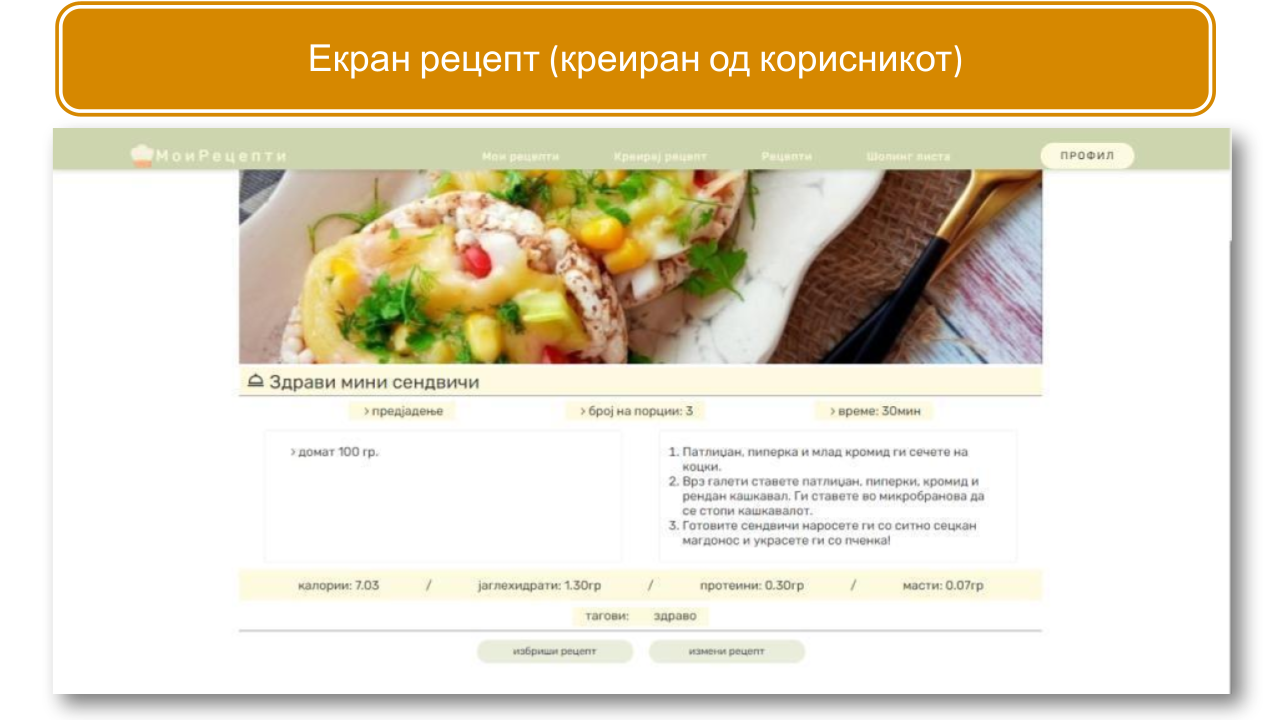 Екран рецепт (креиран од корисникот)
МоиРецепти
Мои рецепти
Креирај рецепт
Рецепти
Шопинг листа
ПРОФИЛ
Здрави мини сендвичи
> предјадење
> број на порции: 3
> време: 30мин
> домат 100 гр.
1. Патлиџан, пиперка и млад кромид ги сечете на
коцки.
2. Врз галети ставете патлиџан, пиперки, кромид и
рендан кашкавал. Ги ставете во микробранова да
се стопи кашкавалот.
3. Готовите сендвичи наросете ги со ситно сецкан
магдонос и украсете ги со пченка!
калории: 7.03 / јаглехидрати: 1.30гр / протеини: 0.30гр / масти: 0.07гр
тагови: здраво
избриши рецепт
измени рецепт